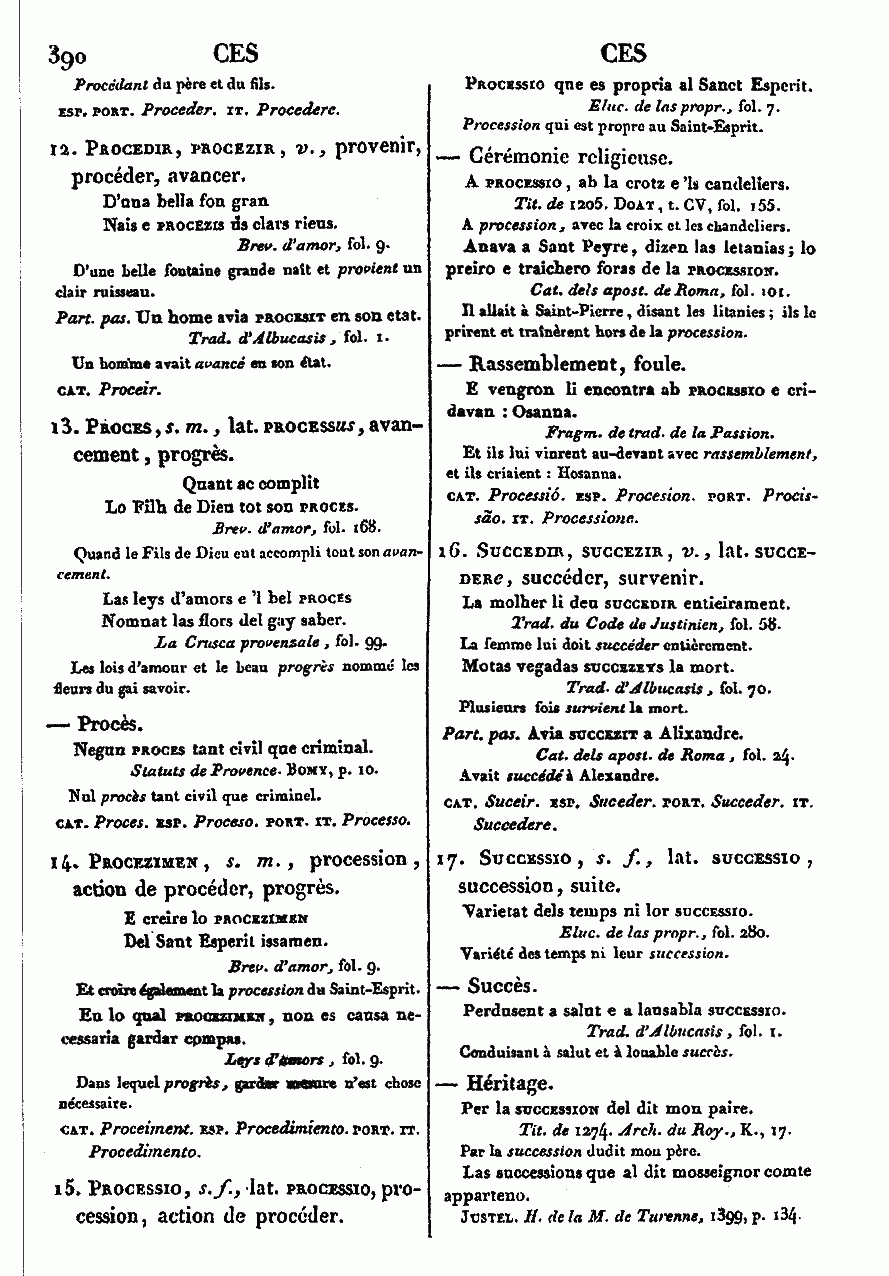 390 CES CES
Procédant du père et du fils.
ESP. PORT. Proceder. IT. Procedere.
12. PROCEDIR, PROCEZIR, v., provenir,
procéder, avancer.
D'una bella fon gran
Nais e PROCEZIS us clars rieus.
Brev. d'amor, fol. 9.
D'une belle fontaine grande naît et provient un
clair ruisseau.
Part. pas. Un home avia PROCESIT en son etat.
Trad. d'Albucasis, fol. 1.
Un homme avait avancé en son état.
CAT. Proceir.
13. PROCES, s. m., lat. PROCESSus, avan-
cement, progrès.
Quant ac complit
Lo Filh de Dieu tot son PROCES.
Brev. d'amor, fol. 168.
Quand le Fils de Dieu eut accompli tout son avan-
cement.
Las leys d'amors e 'l bel PROCES
Nomnat las flors del gay saber.
La Crusca provenzale, fol. 99.
Les lois d'amour et le beau progrès nommé les
fleurs du gai savoir.
— Procès.
Negun PROCES tant civil que criminal.
Statuts de Provence. BOMY, p. 10.
Nul procès tant civil que criminel.
CAT. Proces. ESP. Proceso. PORT. IT. Processo.
14. PROCEZIMEN, s. m., procession,
action de procéder, progrès.
E creire lo PROCEZIMEN
Del Sant Esperit issamen.
Brev. d'amor, fol. 9.
Et croire également la procession du Saint-Esprit.
En lo qual PROCEZIMEN, non es causa ne-
cessaria gardar compas.
Leys d'amors, fol. 9.
Dans lequel progrès, garder mesure n'est chose
nécessaire.
CAT. Proceiment. ESP. Procedimiento. PORT. IT.
Procedimento.
15. PROCESSIO, s. f., lat. PROCESSIO, pro-
cession, action de procéder.
PROCESSIO que es propria al Sanct Esperit.
Eluc. de las propr., fol. 7.
Procession qui est propre au Saint-Esprit.
— Cérémonie religieuse.
A PROCESSIO, ab la crotz e 'ls candeliers.
Tit. de 1205. DOAT, t. CV, fol. 155.
A procession, avec la croix et les chandeliers.
Anava a Sant Peyre, dizen las letanias; lo
preiro e traichero foras de la PROCESSION.
Cat. dels apost. de Roma, fol. 101.
Il allait à Saint-Pierre, disant les litanies; ils le
prirent et traînèrent hors de la procession.
— Rassemblement, foule.
E vengron li encontra ab PROCESSIO e cri-
davan : Osanna.
Fragm. de trad. de la Passion.
Et ils lui vinrent au-devant avec rassemblement,
et ils criaient : Hosanna.
CAT. Processió. ESP. Procesion. PORT. Procis-
são. IT. Processione.
16. SUCCEDIR, SUCCEZIR, v., lat. SUCCE-
DERe, succéder, survenir.
La molher li deu SUCCEDIR entieirament.
Trad. du Code de Justinien, fol. 58.
La femme lui doit succéder entièrement.
Motas vegadas SUCCEZEYS la mort.
Trad. d'Albucasis, fol. 70.
Plusieurs fois survient la mort.
Part. pas. Avia SUCCEZIT a Alixandre.
Cat. dels apost. de Roma, fol. 24.
Avait succédé à Alexandre.
CAT. Suceir. ESP. Suceder. PORT. Succeder. IT.
Succedere.
17. SUCCESSIO, s. f., lat. SUCCESSIO,
succession, suite.
Varietat dels temps ni lor SUCCESSIO.
Eluc. de las propr., fol. 280.
Variété des temps ni leur succession.
— Succès.
Perdusent a salut e a lausabla SUCCESSIO.
Trad. d'Albucasis, fol. 1.
Conduisant à salut et à louable succès.
— Héritage.
Per la SUCCESSION del dit mon paire.
Tit. de 1274. Arch. du Roy., K., 17.
Par la succession dudit mon père.
Las successions que al dit mosseignor comte
apparteno.
JUSTEL. H. de la M. de Turenne, 1399, p. 134.